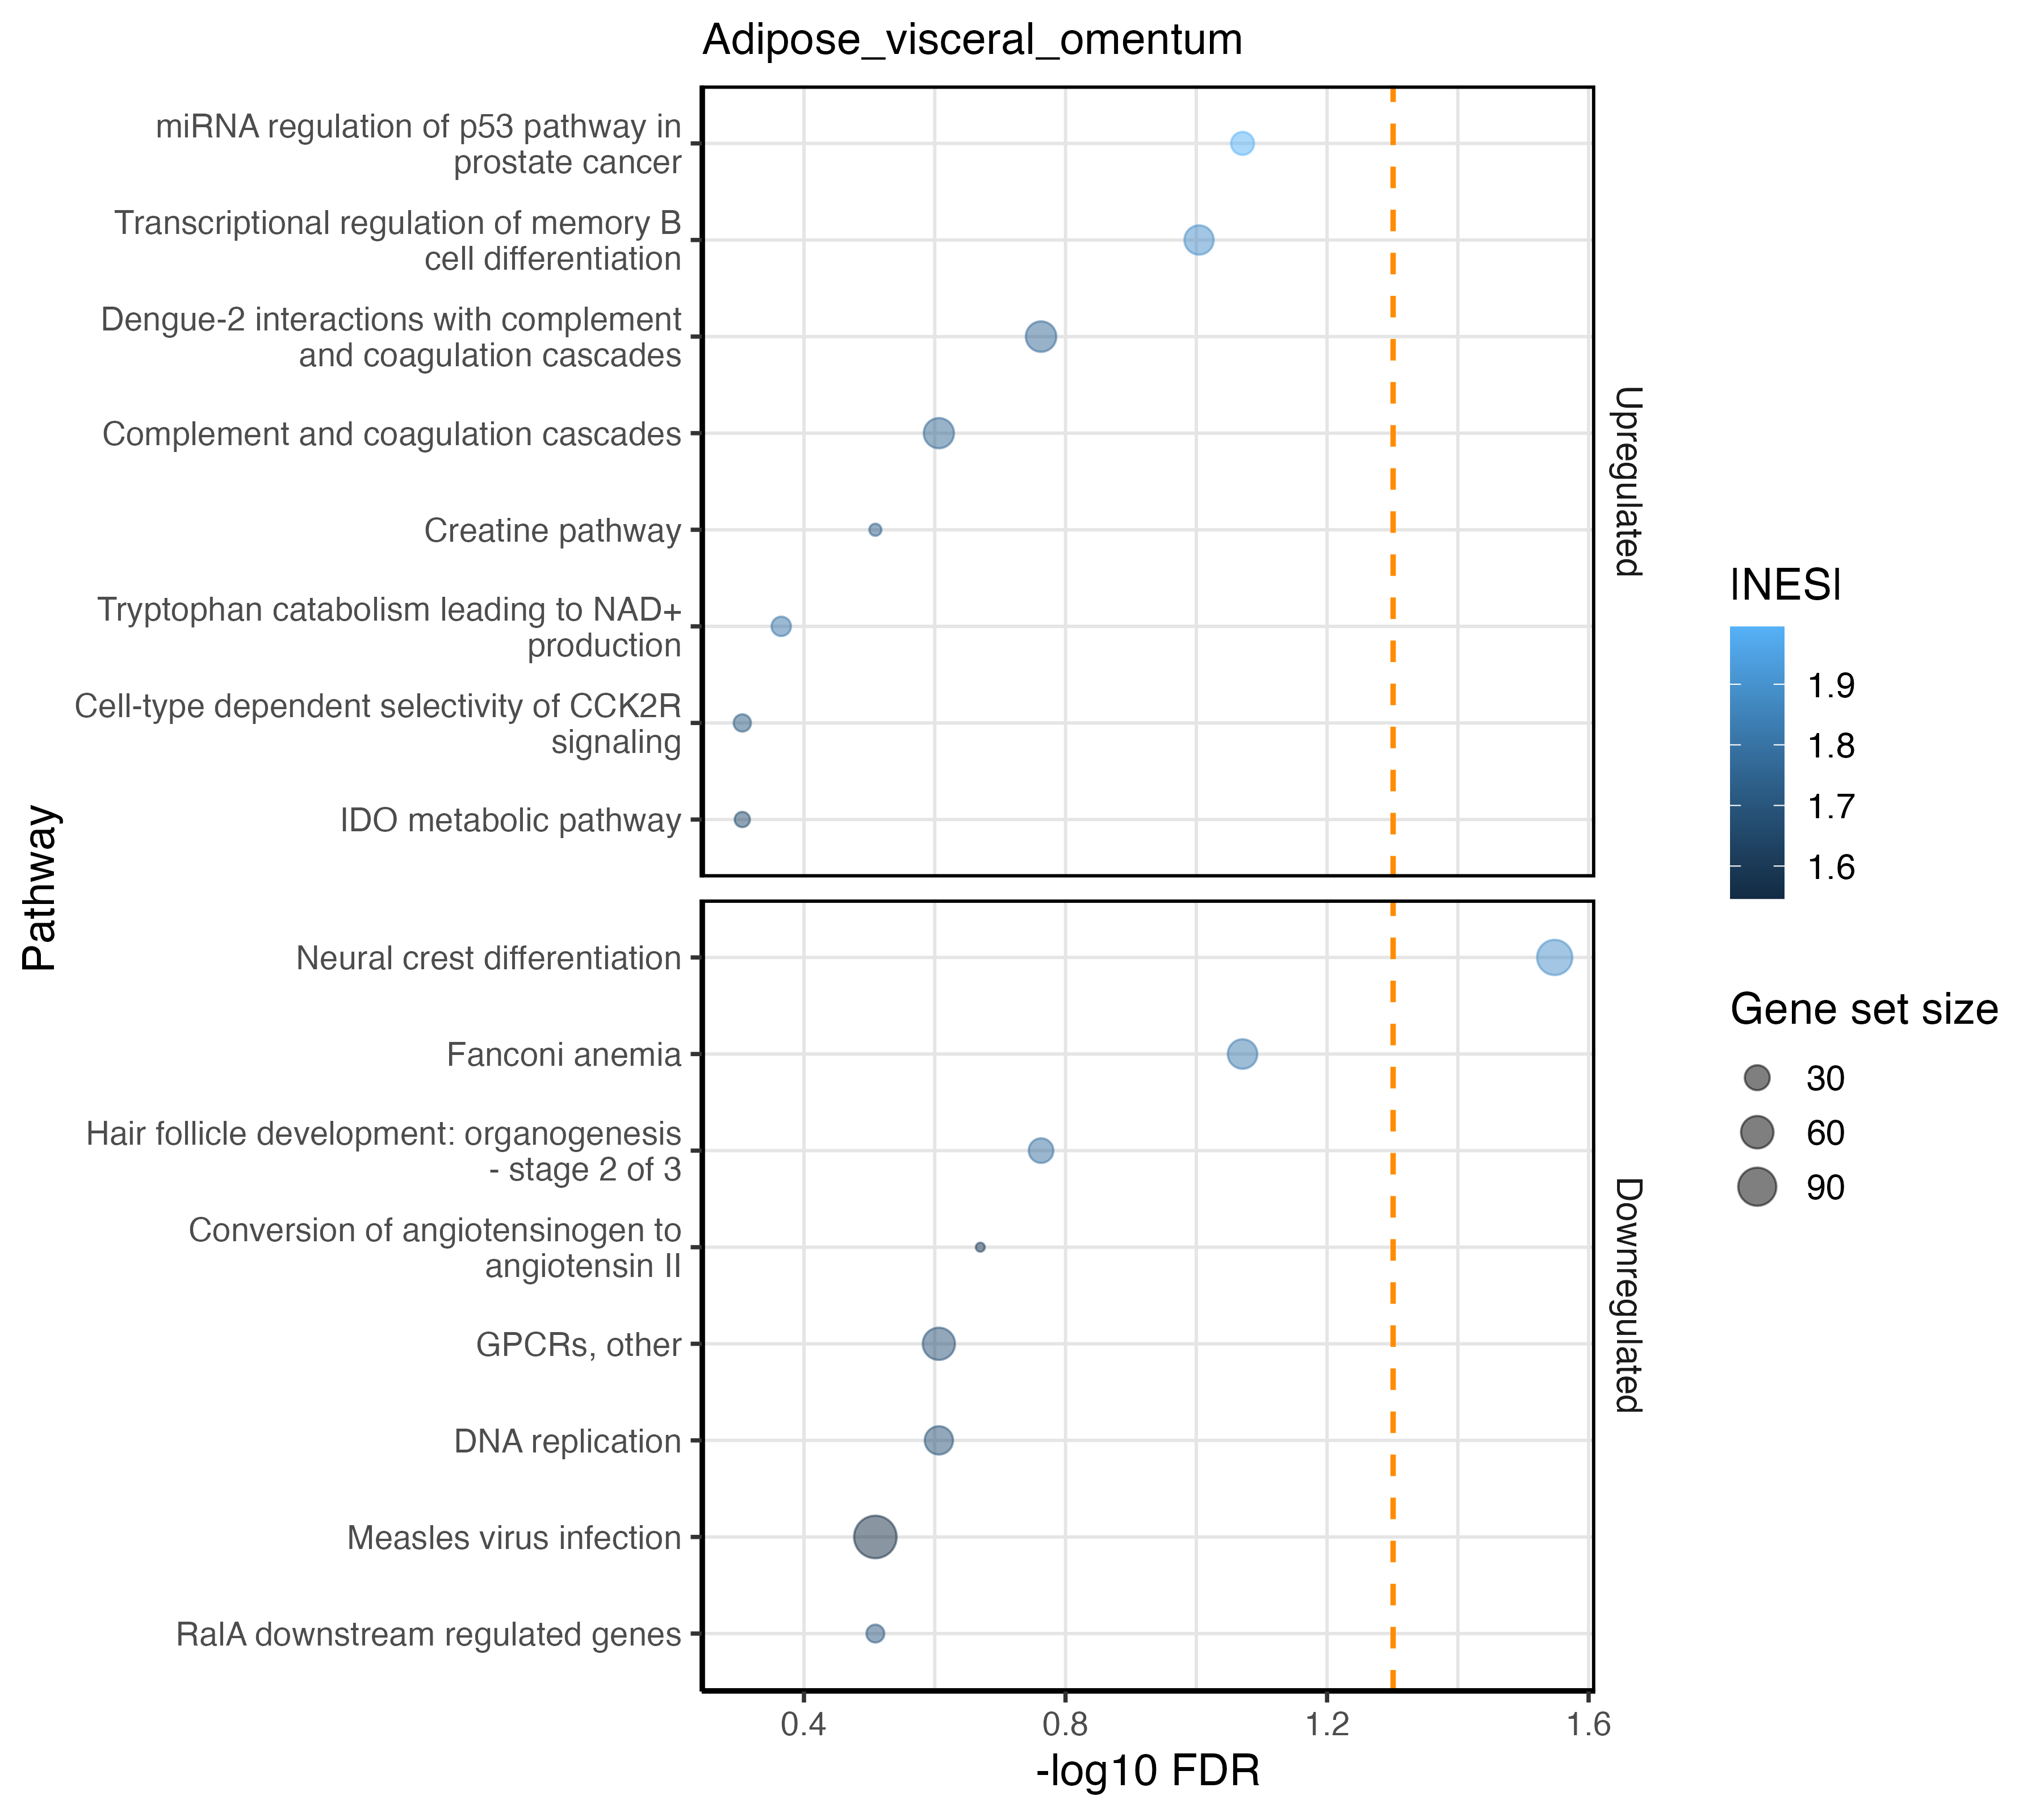 Adipose_visceral_omentum
miRNA regulation of p53 pathway in
prostate cancer
Transcriptional regulation of memory B
cell differentiation
Dengue-2 interactions with complement
and coagulation cascades
Complement and coagulation cascades
Creatine pathway
Tryptophan catabolism leading to NAD+
production
Cell-type dependent selectivity of CCK2R
signaling
IDO metabolic pathway
Upregulated
Neural crest differentiation
Fanconi anemia
Hair follicle development: organogenesis
- stage 2 of 3
Conversion of angiotensinogen to
angiotensin II
GPCRs, other
DNA replication
Measles virus infection
RalA downstream regulated genes
Downregulated
Pathway
0.4 0.8 1.2 1.6
-log10 FDR
|NES|
1.9
1.8
1.7
1.6
Gene set size
30
60
90